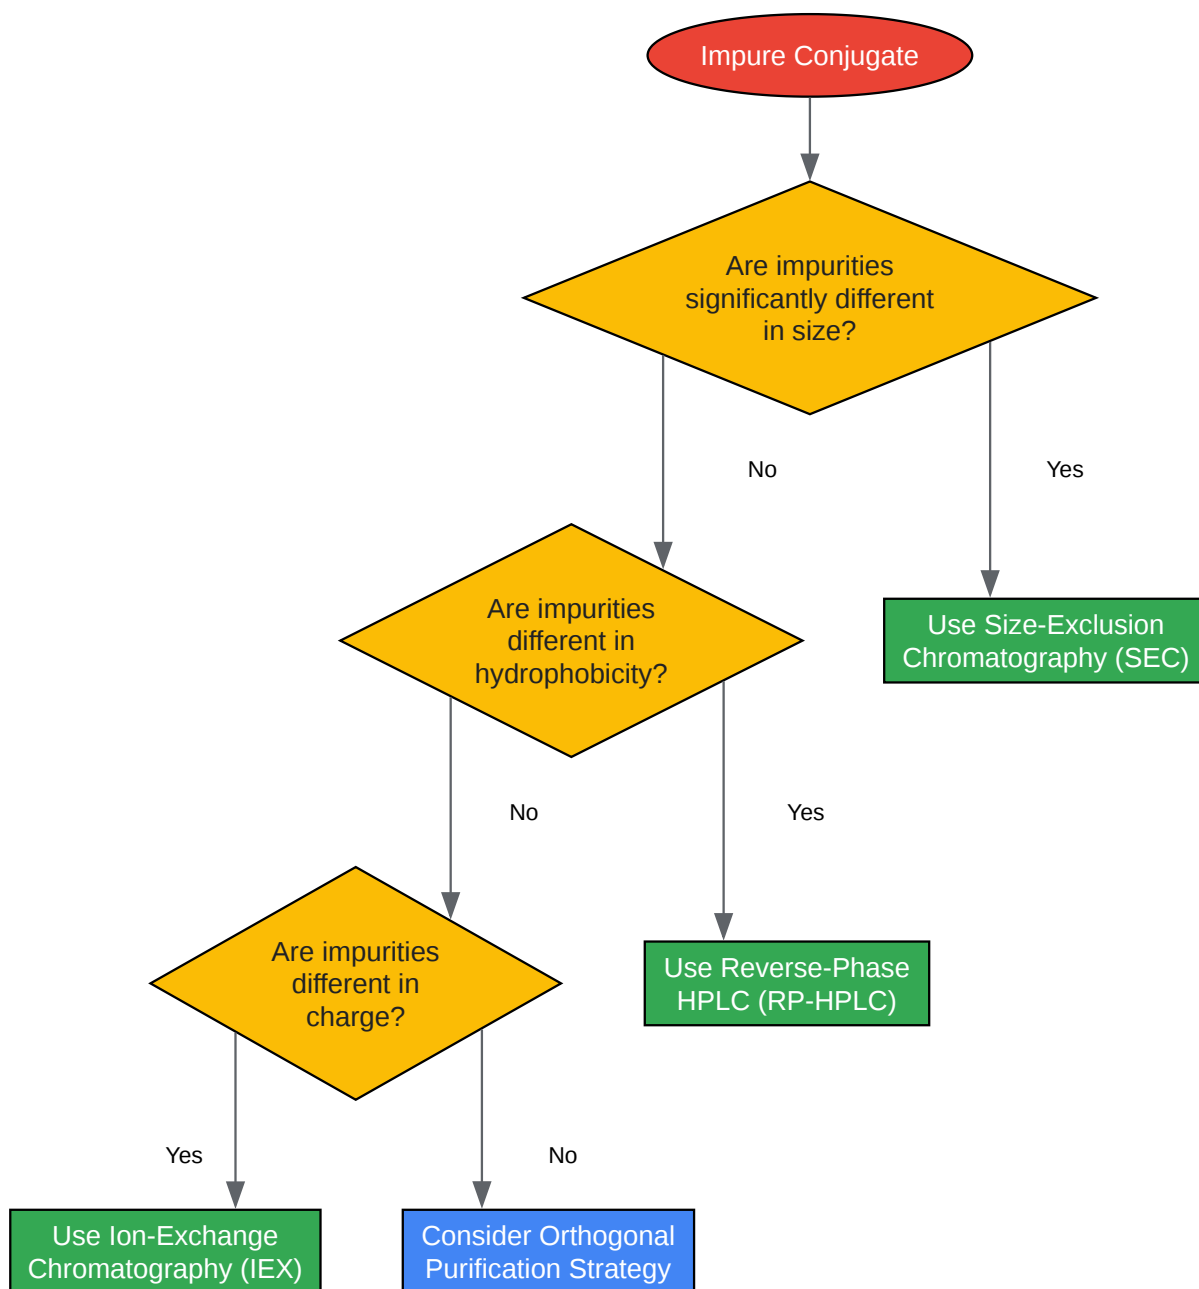 Impure Conjugate
Are impurities
significantly different
in size?
No
Yes
Are impurities
different in
hydrophobicity?
Use Size-Exclusion
Chromatography (SEC)
No
Yes
Are impurities
different in
charge?
Use Reverse-Phase
HPLC (RP-HPLC)
Yes
No
Use Ion-Exchange
Chromatography (IEX)
Consider Orthogonal
Purification Strategy